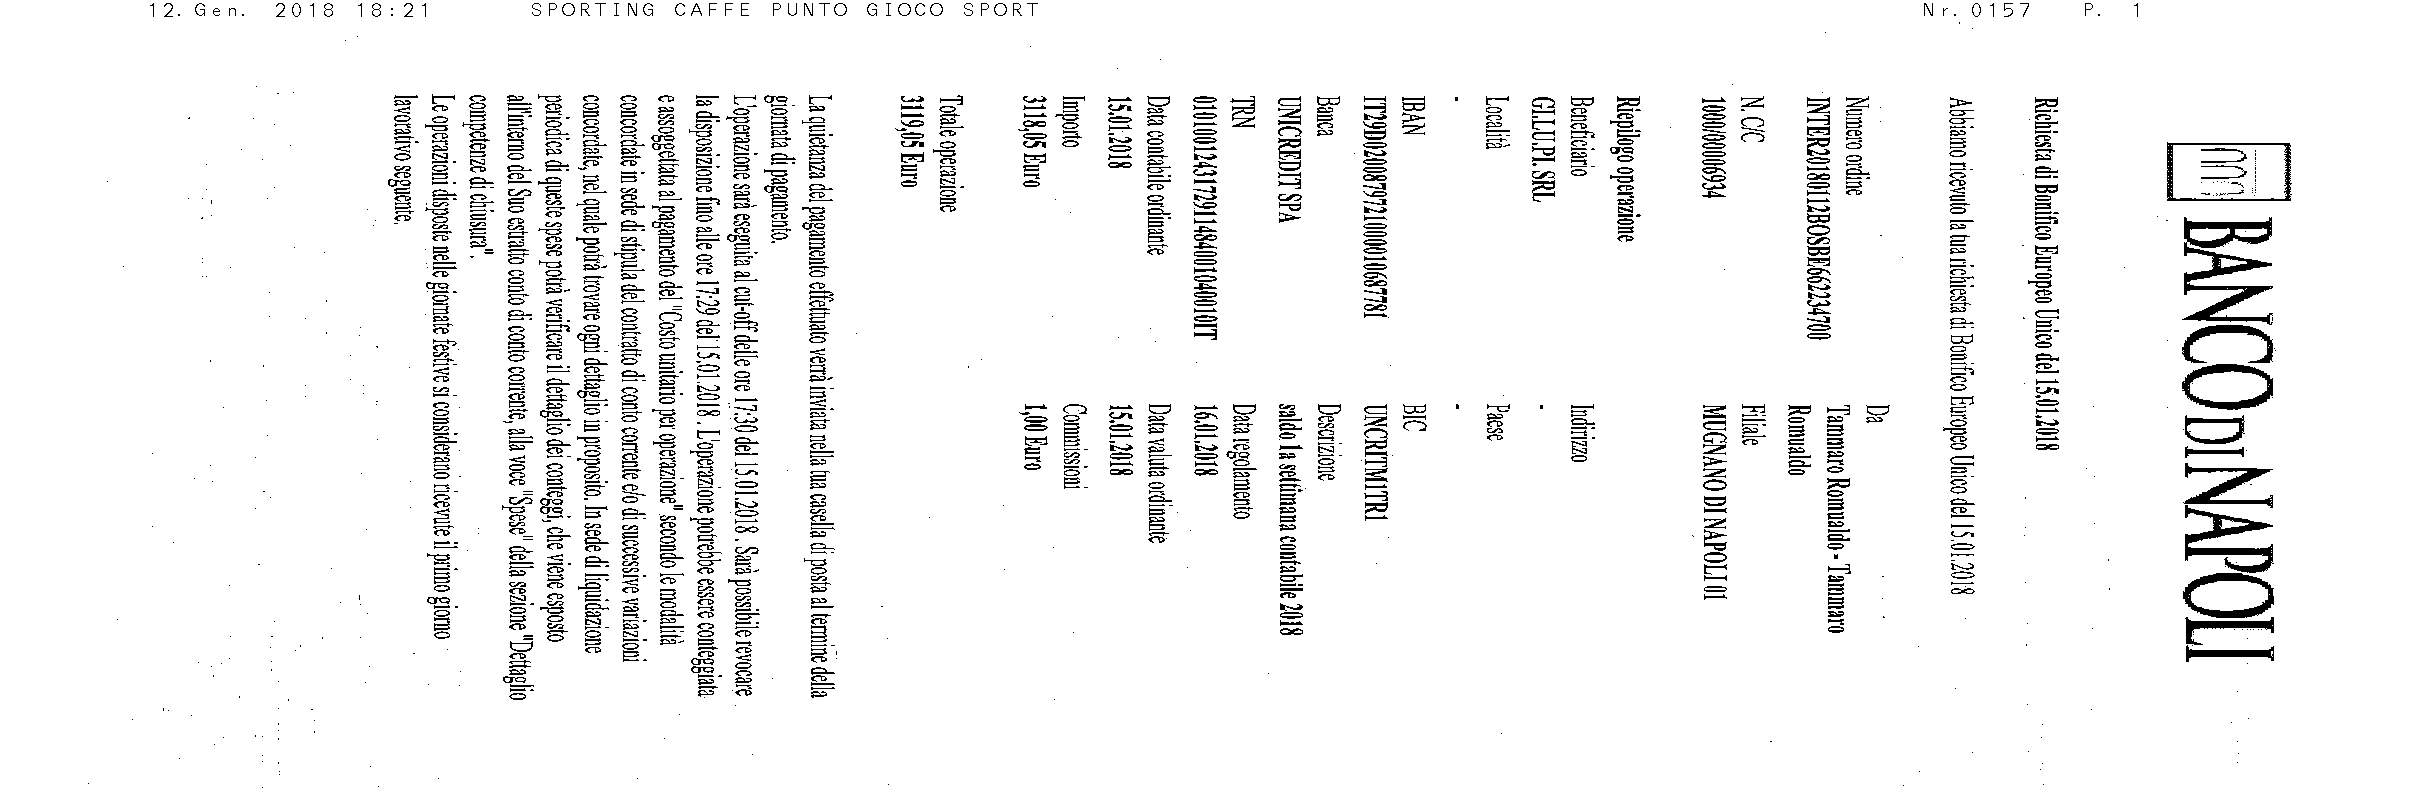 12.Gen. 2018 18:21 SPORTING CAFFE PUNTO GIOCO SPORT Nr.0157 P. 1
BANCO DI NAPOLI
Richiesta di Bonifico Europeo Unico del 15.01.2018
Abbiamo ricevuto la tua richiesta di Bonifico Europeo Unico del 15.01.2018
Numero ordine Da
INTER20180112BOSBE662234700 Tammaro Romualdo - Tammaro
Romualdo
N. C/C Filiale
1000/00006934 MUGNANO DI NAPOLI 01
Riepilogo operazione
Beneficiario Indirizzo
GI.LU.PI. SRL -
Località Paese
- -
IBAN BIC
IT29D0200879721000010687781 UNCRITM1TR1
Banca Descrizione
UNICREDIT SPA saldo 1a settimana contabile 2018
TRN Data regolamento
0101001243172911484001040010IT 16.01.2018
Data contabile ordinante Data valuta ordinante
15.01.2018 15.01.2018
Importo Commissioni
3118,05 Euro 1,00 Euro
Totale operazione
3119,05 Euro
La quietanza del pagamento effettuato verrà inviata nella tua casella di posta al termine della
giornata di pagamento.
L'operazione sarà eseguita al cut-off delle ore 17:30 del 15.01.2018 . Sarà possibile revocare
la disposizione fino alle ore 17:29 del 15.01.2018 . L'operazione potrebbe essere conteggiata
e assoggettata al pagamento del "Costo unitario per operazione" secondo le modalità
concordate in sede di stipula del contratto di conto corrente e/o di successive variazioni
concordate, nel quale potrà trovare ogni dettaglio in proposito. In sede di liquidazione
periodica di queste spese potrà verificare il dettaglio dei conteggi, che viene esposto
all'interno del Suo estratto conto di conto corrente, alla voce "Spese" della sezione "Dettaglio
competenze di chiusura".
Le operazioni disposte nelle giornate festive si considerano ricevute il primo giorno
lavorativo seguente.